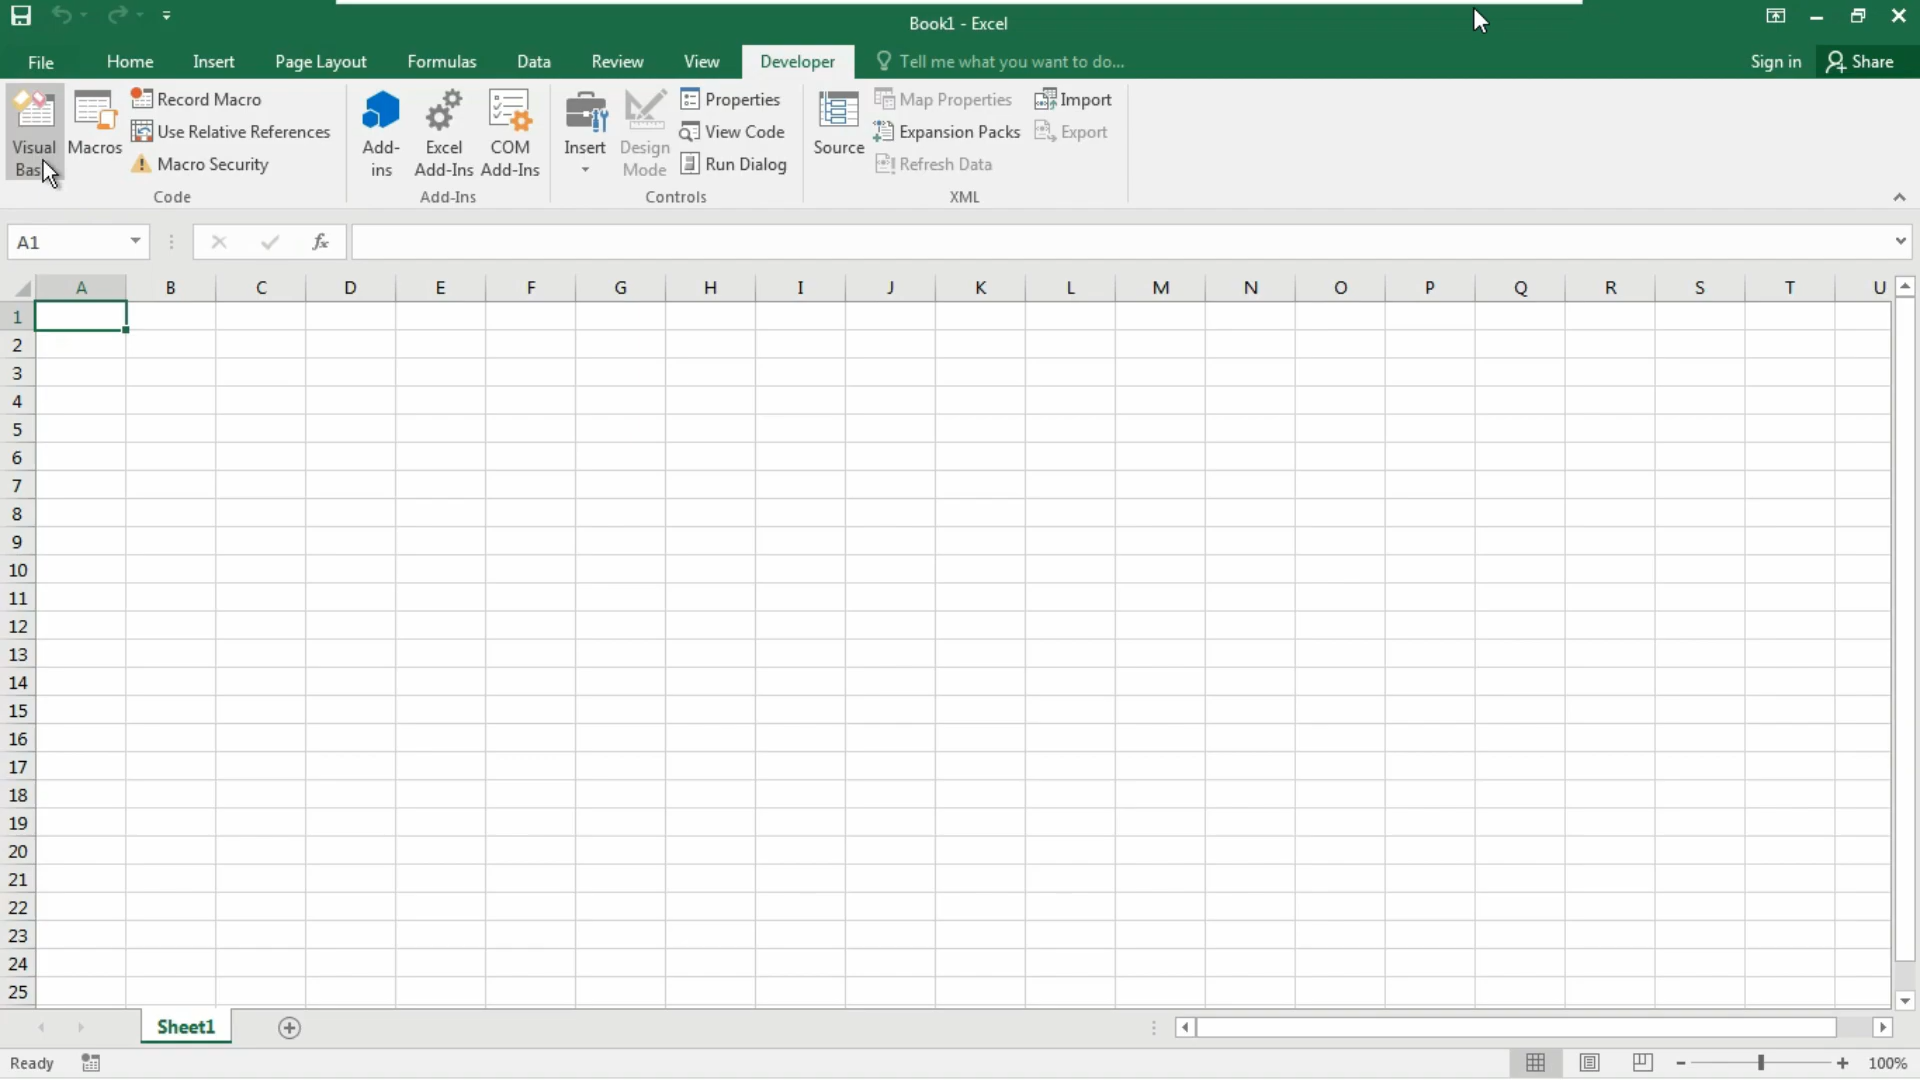 Book1 - Excel
File Home Insert Page Layout Formulas Data Review View Developer Tell me what you want to do... Sign in Share
Visual
Macros
Record Macro
Use Relative References
Macro Security
Code
Add-
ins
Excel
Add-Ins
COM
Add-Ins
Add-Ins
Insert
Design
Mode
Properties
View Code
Run Dialog
Controls
Source
Map Properties
Expansion Packs
Refresh Data
Import
Export
XML
A1 fx
A B C D E F G H I J K L M N O P Q R S T U
1
2
3
4
5
6
7
8
9
10
11
12
13
14
15
16
17
18
19
20
21
22
23
24
25
Sheet1
Ready 100%